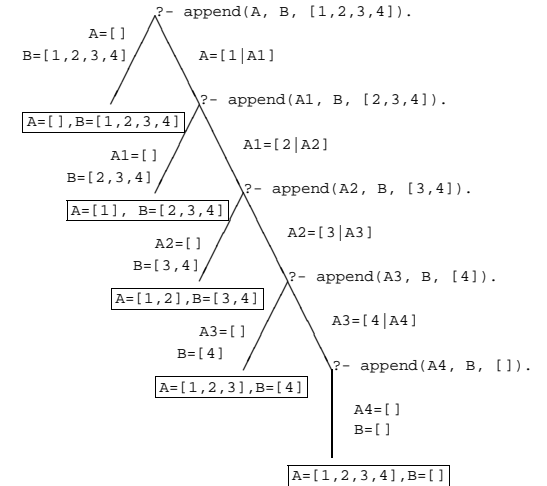 ?- append(A, B, [1,2,3,4]).
A=[]
B=[1,2,3,4]
A=[1|A1]
?- append(A1, B, [2,3,4]).
A=[],B=[1,2,3,4]
A1=[]
B=[2,3,4]
A1=[2|A2]
?- append(A2, B, [3,4]).
A=[1], B=[2,3,4]
A2=[]
B=[3,4]
A2=[3|A3]
?- append(A3, B, [4]).
A=[1,2],B=[3,4]
A3=[]
B=[4]
A3=[4|A4]
?- append(A4, B, []).
A=[1,2,3],B=[4]
A4=[]
B=[]
A=[1,2,3,4],B=[]